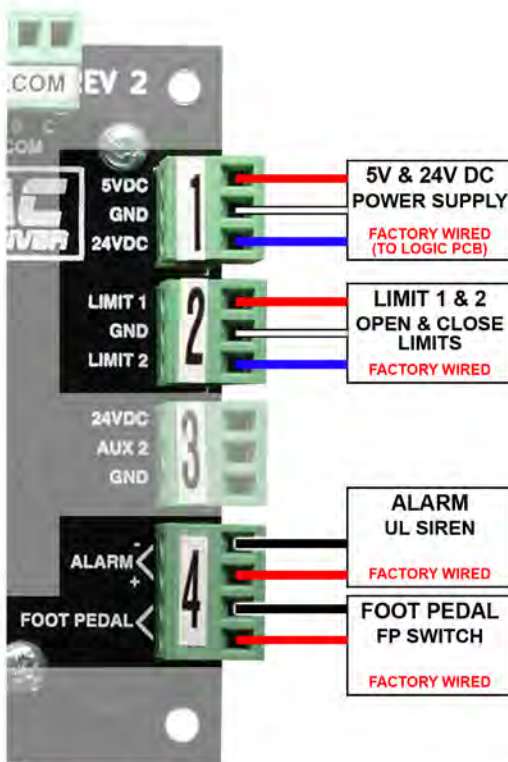 .COM
REV 2
COM
5VDC
GND
24VDC
1
5V & 24V DC
POWER SUPPLY
FACTORY WIRED
(TO LOGIC PCB)
LIMIT 1
GND
LIMIT 2
2
LIMIT 1 & 2
OPEN & CLOSE
LIMITS
FACTORY WIRED
24VDC
AUX 2
GND
3
-
ALARM
+
FOOT PEDAL
4
ALARM
UL SIREN
FACTORY WIRED
FOOT PEDAL
FP SWITCH
FACTORY WIRED